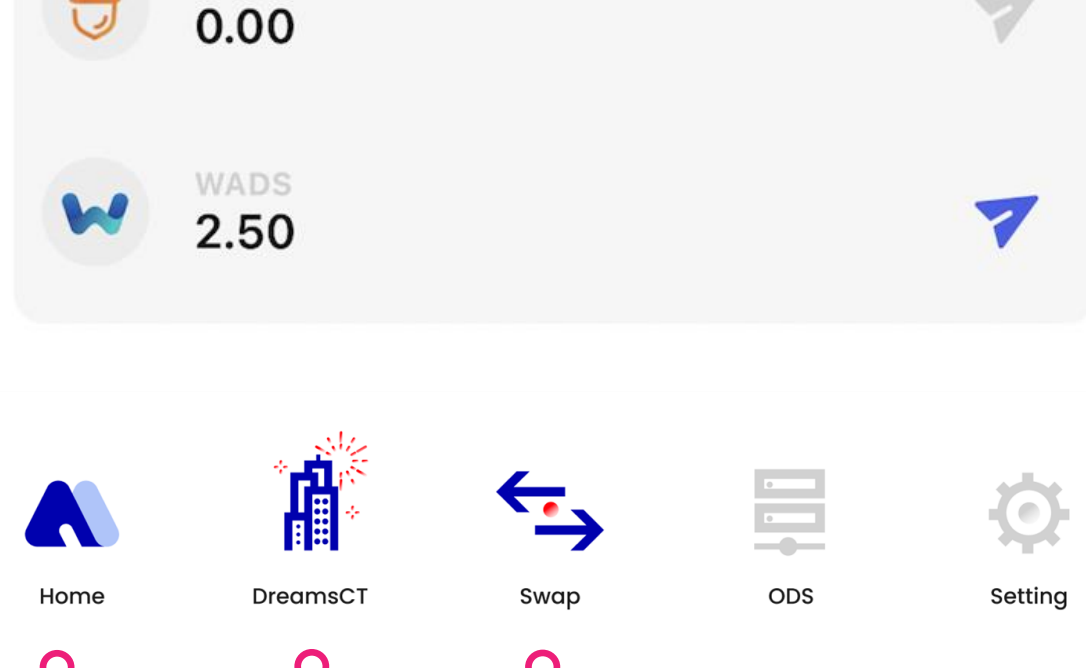 0.00
WADS
2.50
Home
DreamsCT
Swap
ODS
Setting